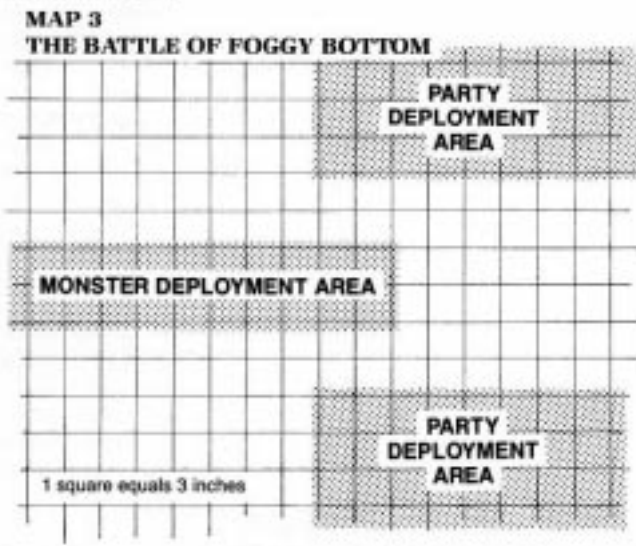 MAP 3
THE BATTLE OF FOGGY BOTTOM
PARTY
DEPLOYMENT
AREA
MONSTER DEPLOYMENT AREA
PARTY
DEPLOYMENT
AREA
1 square equals 3 inches